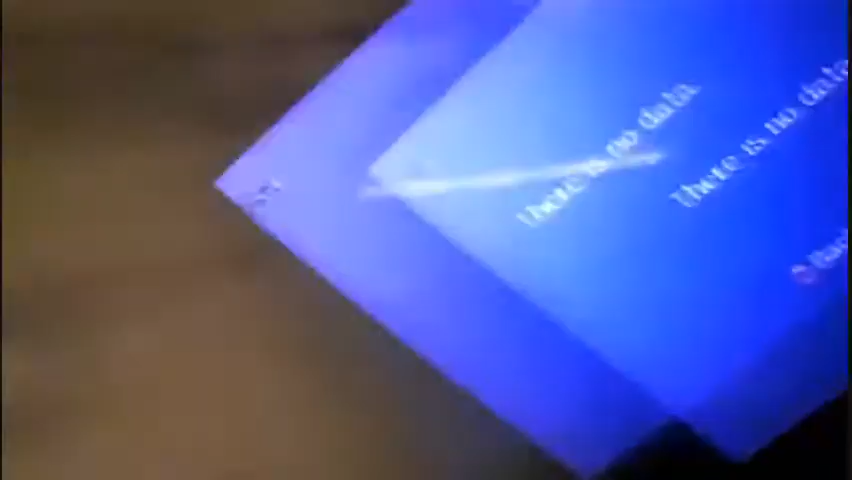 There is no data.
There is no data